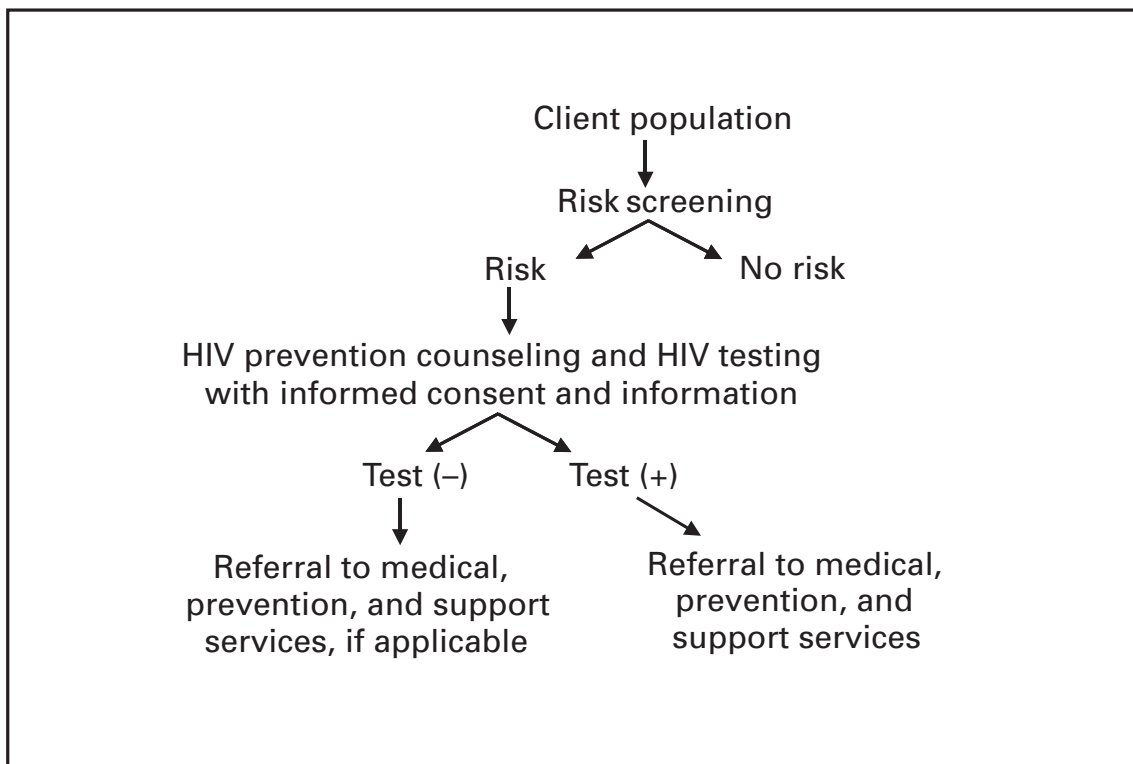 Client population
Risk screening
Risk
No risk
HIV prevention counseling and HIV testing
with informed consent and information
Test (–)
Test (+)
Referral to medical,
prevention, and support
services, if applicable
Referral to medical,
prevention, and
support services